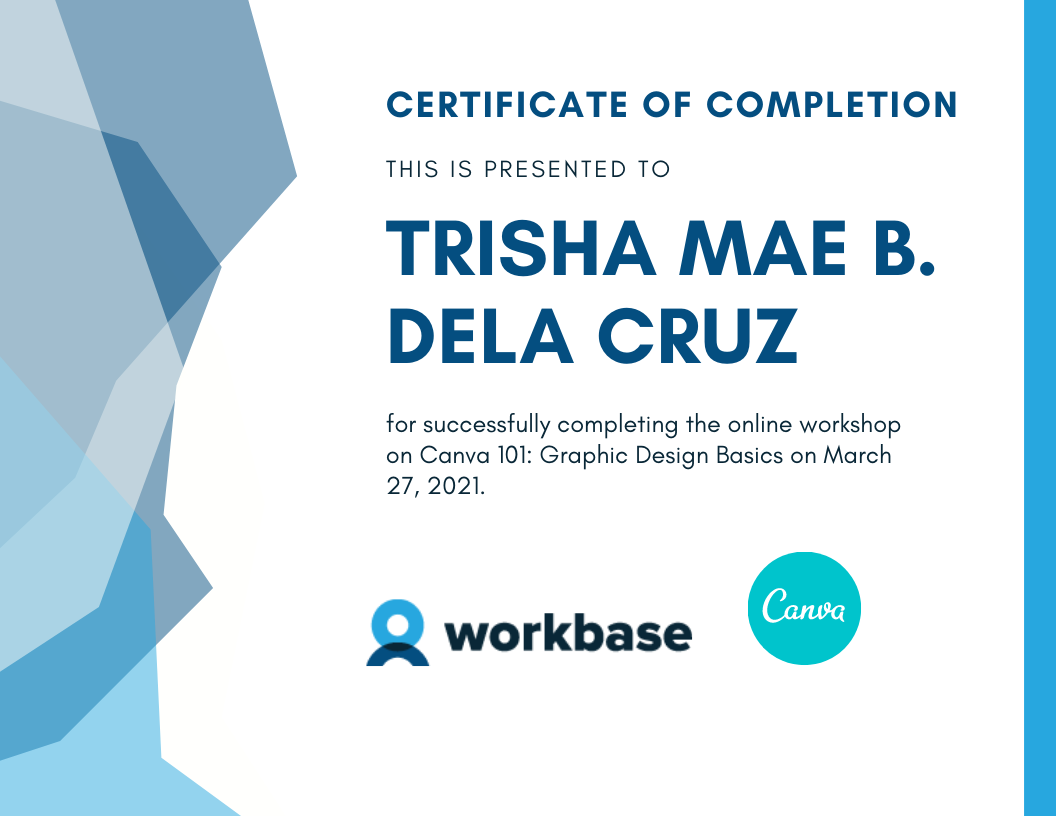 CERTIFICATE OF COMPLETION
THIS IS PRESENTED TO
TRISHA MAE B.
DELA CRUZ
for successfully completing the online workshop
on Canva 101: Graphic Design Basics on March
27, 2021.
workbase
Canva